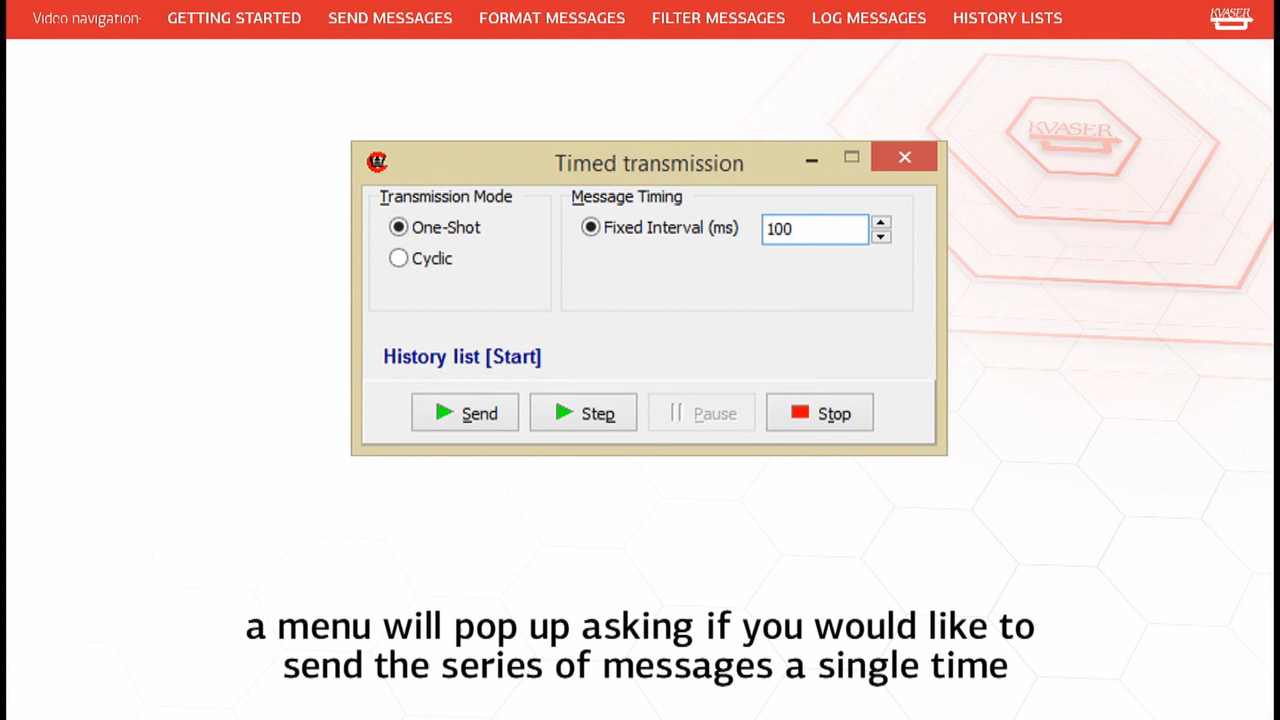 Video navigation: GETTING STARTED SEND MESSAGES FORMAT MESSAGES FILTER MESSAGES LOG MESSAGES HISTORY LISTS KVASER
KVASER
Timed transmission
Transmission Mode Message Timing
One-Shot Fixed Interval (ms) 100
Cyclic
History list [Start]
Send Step Pause Stop
a menu will pop up asking if you would like to
send the series of messages a single time